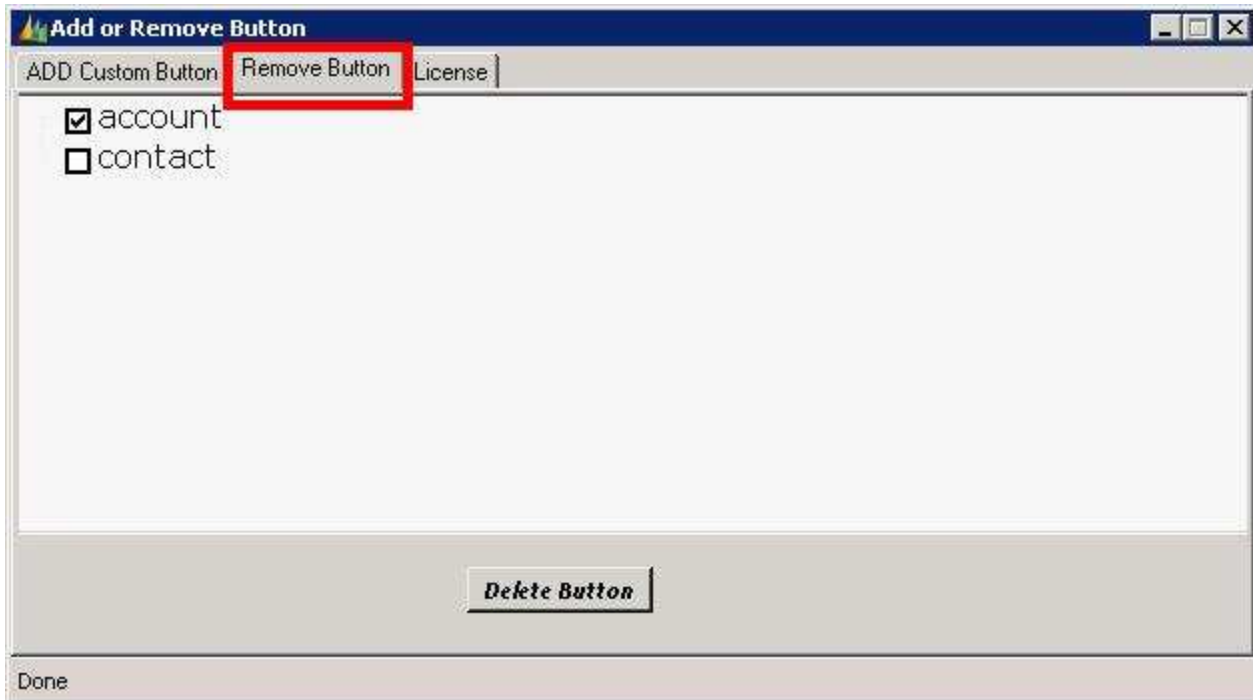 Add or Remove Button
ADD Custom Button Remove Button License
account
contact
Delete Button
Done